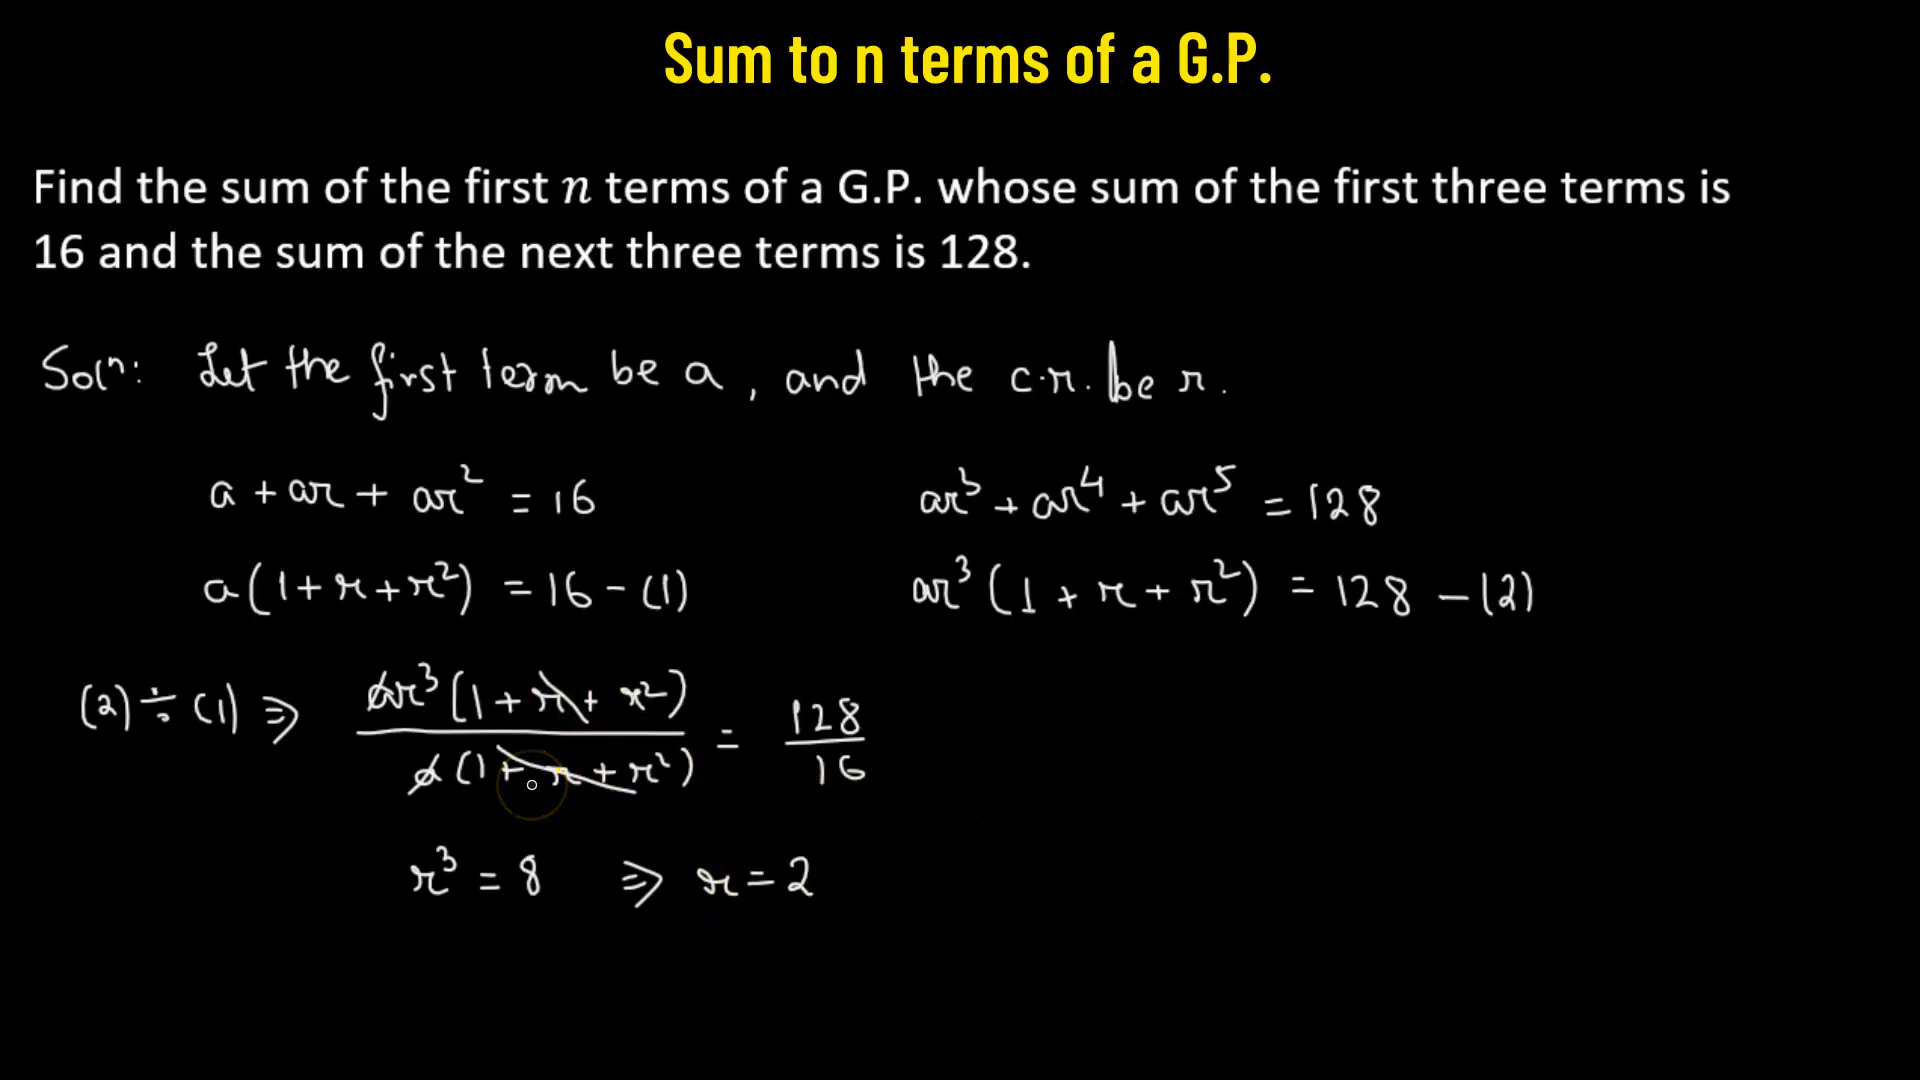 Sum to n terms of a G.P.
Find the sum of the first n terms of a G.P. whose sum of the first three terms is
16 and the sum of the next three terms is 128.
Solⁿ: Let the first term be a, and the c.r. be r.
a + ar + ar² = 16
ar³ + ar⁴ + ar⁵ = 128
a(1 + r + r²) = 16 – (1)
ar³(1 + r + r²) = 128 – (2)
(2) ÷ (1) ⇒ ar³(1 + r + r²) / a(1 + r + r²) = 128 / 16
r³ = 8 ⇒ r = 2